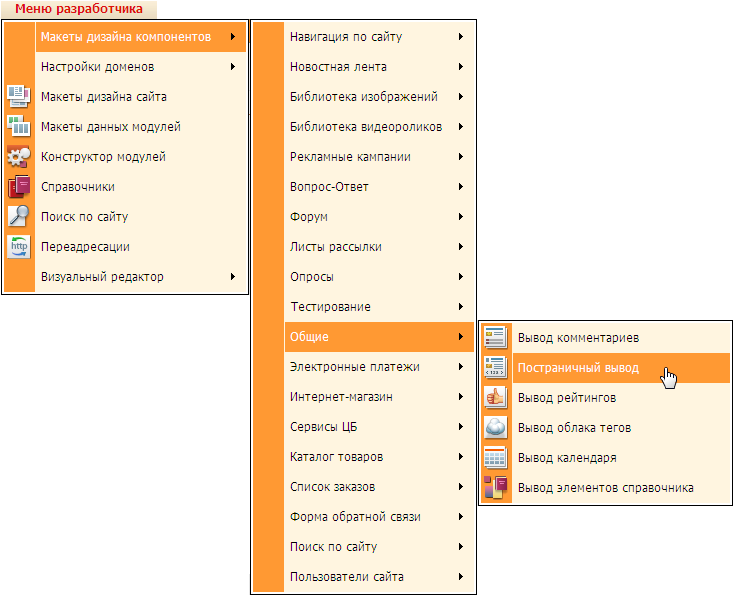 Меню разработчика
Макеты дизайна компонентов
Настройки доменов
Макеты дизайна сайта
Макеты данных модулей
Конструктор модулей
Справочники
Поиск по сайту
http
Переадресации
Визуальный редактор
Навигация по сайту
Новостная лента
Библиотека изображений
Библиотека видеороликов
Рекламные кампании
Вопрос-Ответ
Форум
Листы рассылки
Опросы
Тестирование
Общие
Электронные платежи
Интернет-магазин
Сервисы ЦБ
Каталог товаров
Список заказов
Форма обратной связи
Поиск по сайту
Пользователи сайта
Вывод комментариев
Постраничный вывод
Вывод рейтингов
Вывод облака тегов
Вывод календаря
Вывод элементов справочника